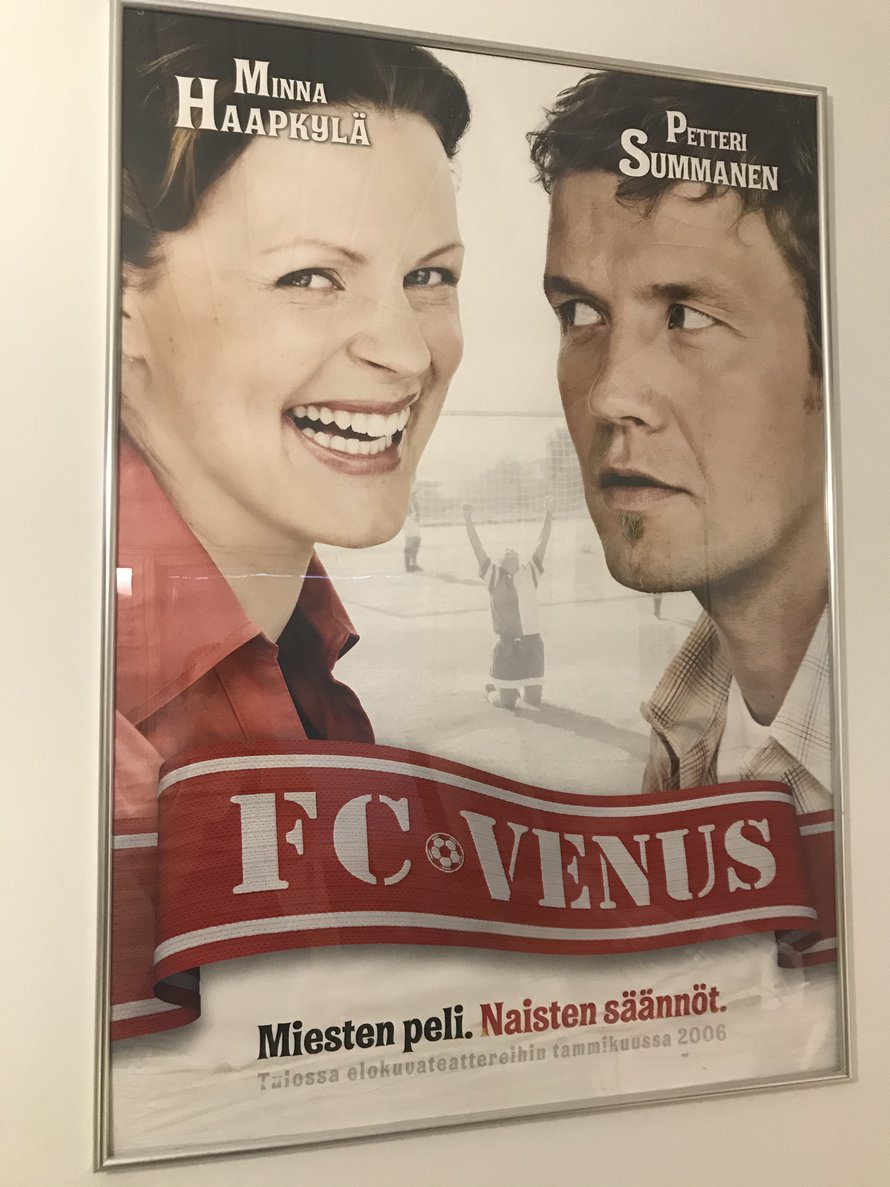 Minna
Haapkylä
Petteri
Summanen
FC VENUS
Miesten peli. Naisten säännöt.
Tulossa elokuvateattereihin tammikuussa 2006